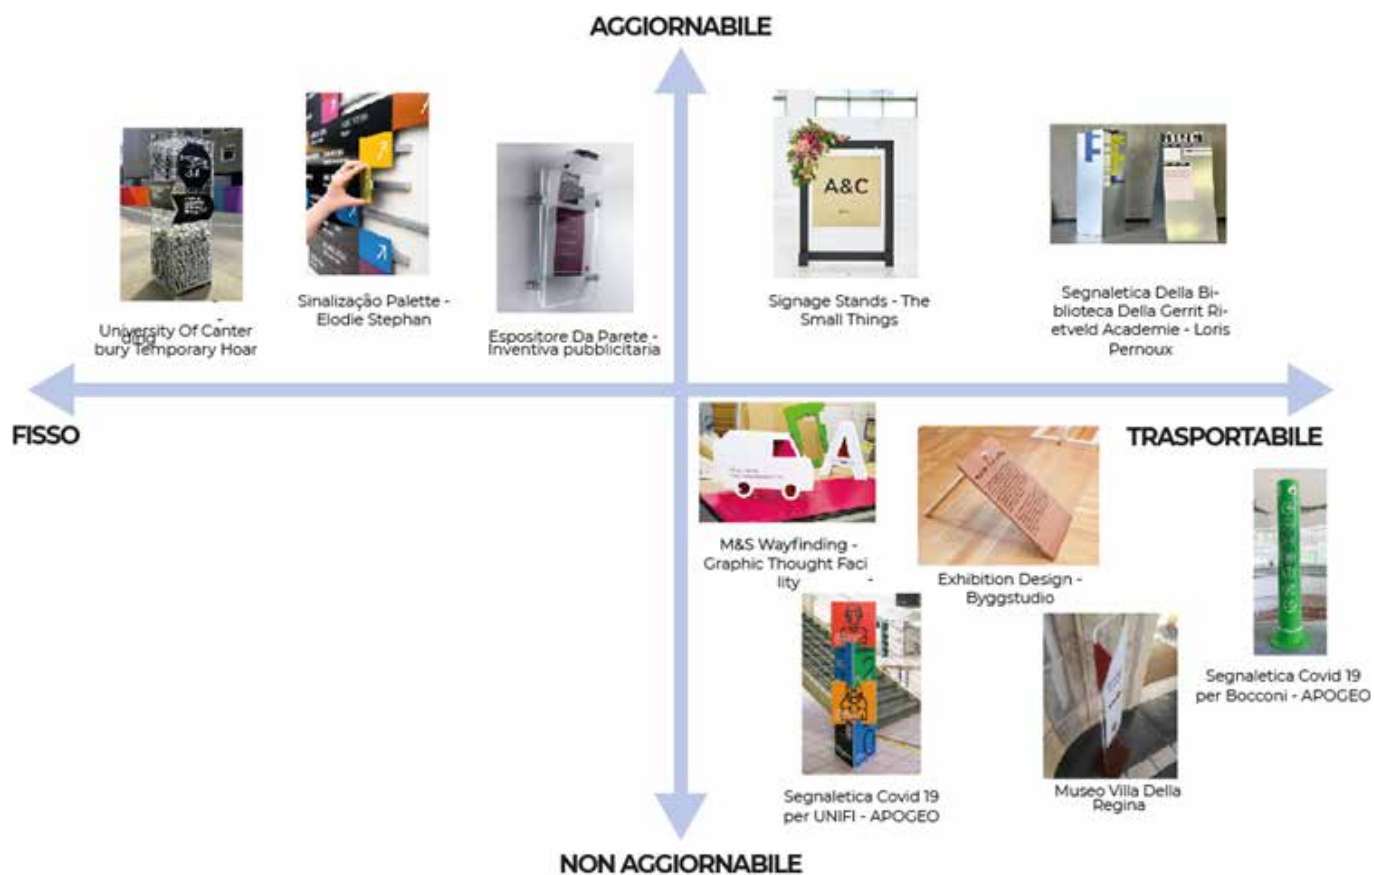 AGGIORNABILE
A&C
Sinalização Palette -
Elodie Stephan
Signage Stands - The
Small Things
Segnaletica Della Bi-
blioteca Della Gerrit Ri-
etveld Academie - Loris
Pernoux
University Of Canter
-
bury Temporary Hoar
ding
Espositore Da Parete -
Inventiva pubblicitaria
FISSO
TRASPORTABILE
M&S Wayfinding -
Graphic Thought Faci
-
lity
Exhibition Design -
Byggstudio
Segnaletica Covid 19
per Bocconi - APOGEO
Museo Villa Della
Regina
Segnaletica Covid 19
per UNIFI - APOGEO
NON AGGIORNABILE